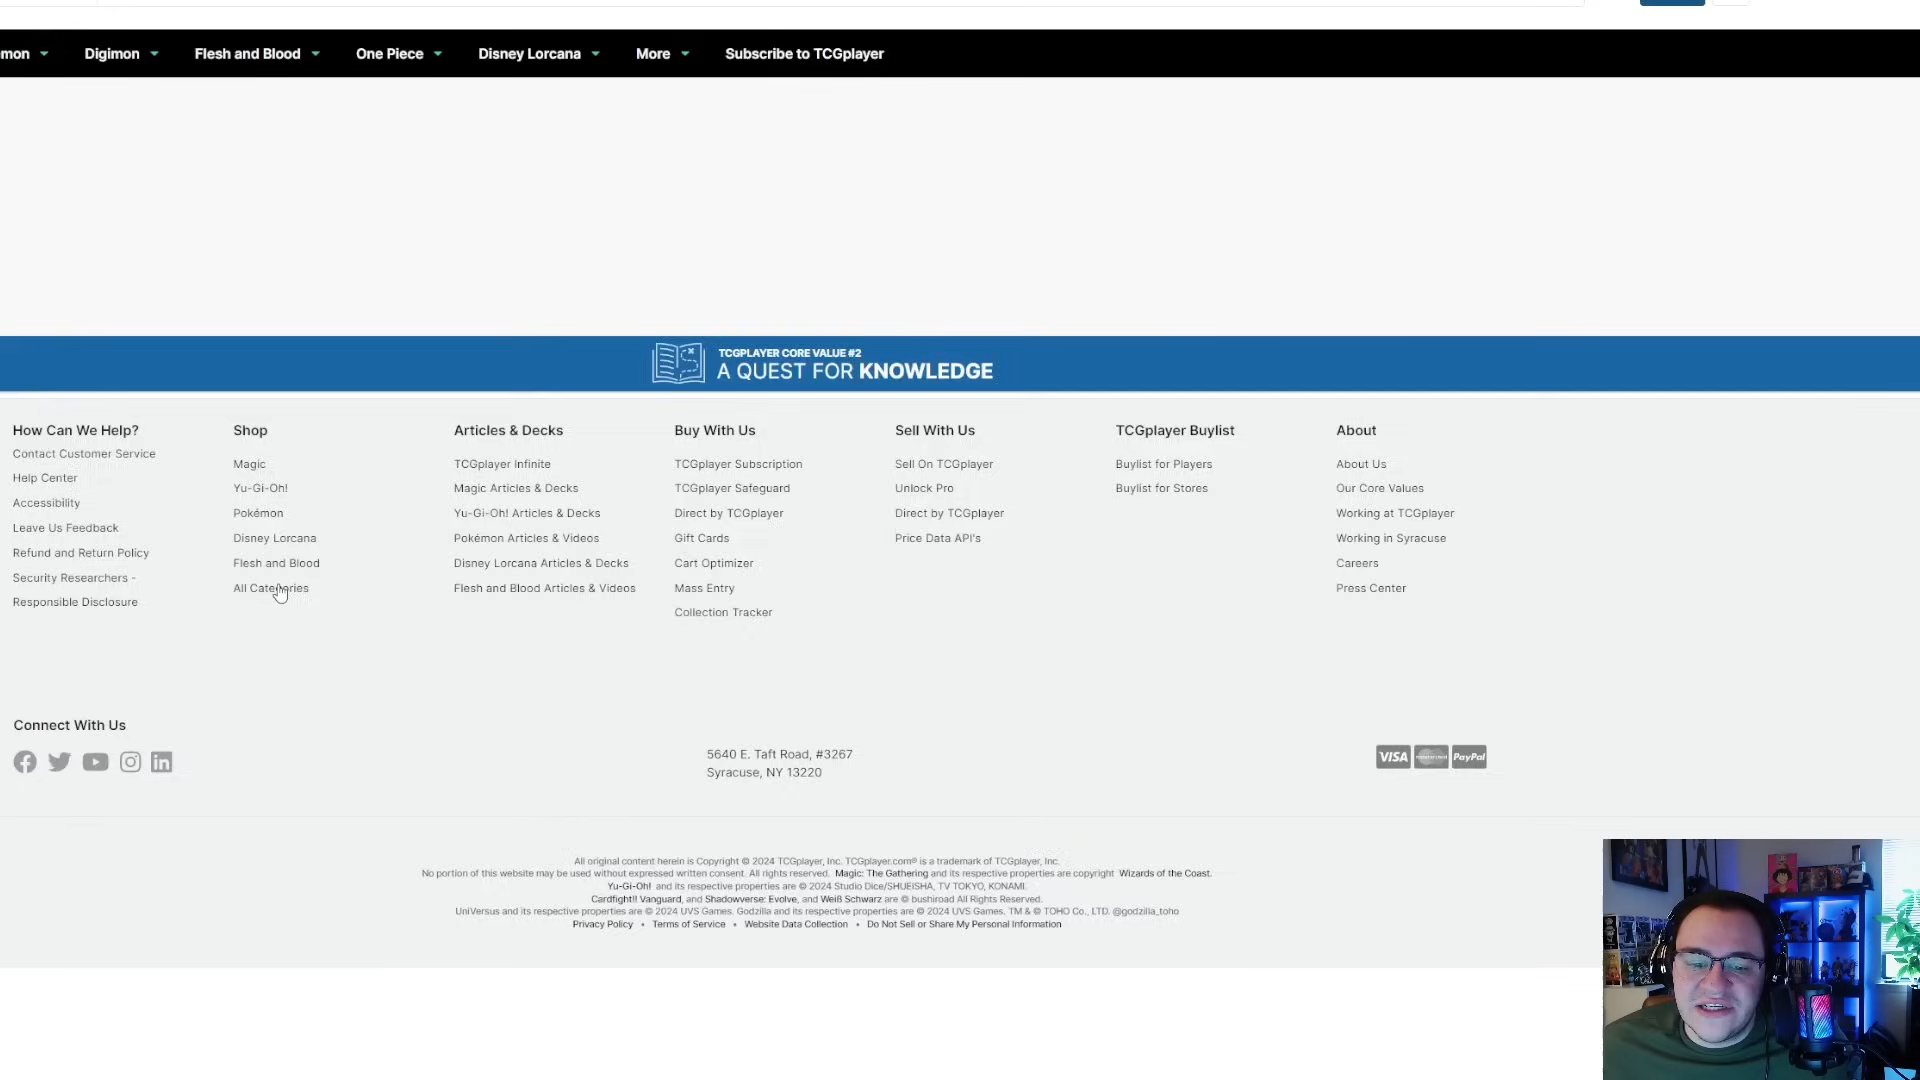 mon
Digimon
Flesh and Blood
One Piece
Disney Lorcana
More
Subscribe to TCGplayer
TCGPLAYER CORE VALUE #2
A QUEST FOR KNOWLEDGE
How Can We Help?
Contact Customer Service
Help Center
Accessibility
Leave Us Feedback
Refund and Return Policy
Security Researchers -
Responsible Disclosure
Shop
Magic
Yu-Gi-Oh!
Pokémon
Disney Lorcana
Flesh and Blood
All Categories
Articles & Decks
TCGplayer Infinite
Magic Articles & Decks
Yu-Gi-Oh! Articles & Decks
Pokémon Articles & Videos
Disney Lorcana Articles & Decks
Flesh and Blood Articles & Videos
Buy With Us
TCGplayer Subscription
TCGplayer Safeguard
Direct by TCGplayer
Gift Cards
Cart Optimizer
Mass Entry
Collection Tracker
Sell With Us
Sell On TCGplayer
Unlock Pro
Direct by TCGplayer
Price Data API's
TCGplayer Buylist
Buylist for Players
Buylist for Stores
About
About Us
Our Core Values
Working at TCGplayer
Working in Syracuse
Careers
Press Center
Connect With Us
5640 E. Taft Road, #3267
Syracuse, NY 13220
VISA
PayPal
All original content herein is Copyright © 2024 TCGplayer, Inc. TCGplayer.com® is a trademark of TCGplayer, Inc.
No portion of this website may be used without expressed written consent. All rights reserved. Magic: The Gathering and its respective properties are copyright Wizards of the Coast.
Yu-Gi-Oh! and its respective properties are © 2024 Studio Dice/SHUEISHA, TV TOKYO, KONAMI.
Cardfight!! Vanguard, and Shadowverse: Evolve, and Weiß Schwarz are © bushiroad All Rights Reserved.
UniVersus and its respective properties are © 2024 UVS Games. Godzilla and its respective properties are © 2024 UVS Games, TM & © TOHO Co., LTD. @godzilla_toho
Privacy Policy • Terms of Service • Website Data Collection • Do Not Sell or Share My Personal Information